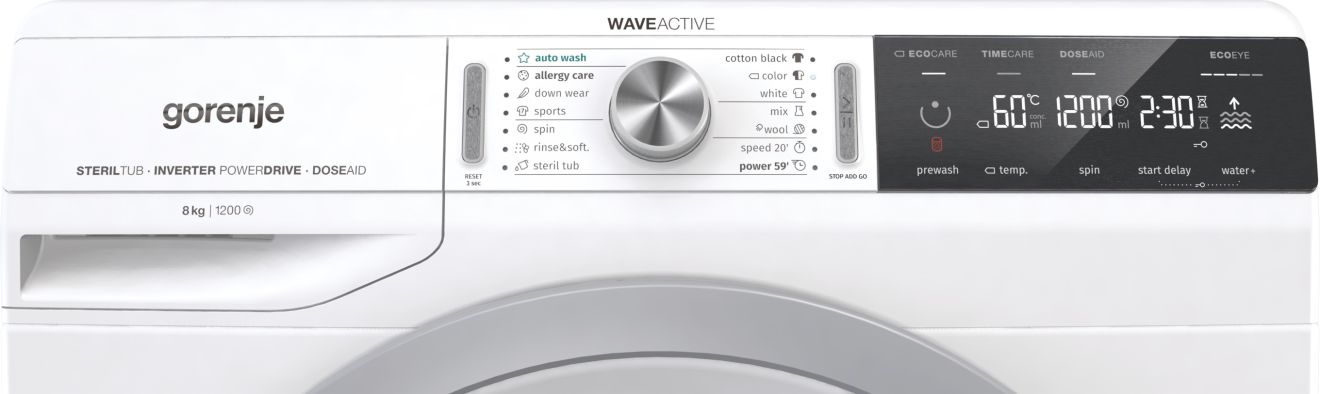 WAVEACTIVE
gorenje
STERILTUB · INVERTER POWERDRIVE · DOSEAID
8 kg | 1200
RESET
3 sec
auto wash
allergy care
down wear
sports
spin
rinse&soft.
steril tub
cotton black
color
white
mix
wool
speed 20'
power 59'
STOP ADD GO
ECOCARE TIMECARE DOSEAID ECOEYE
60°C conc. ml 1200 ml 2:30
prewash temp. spin start delay water+